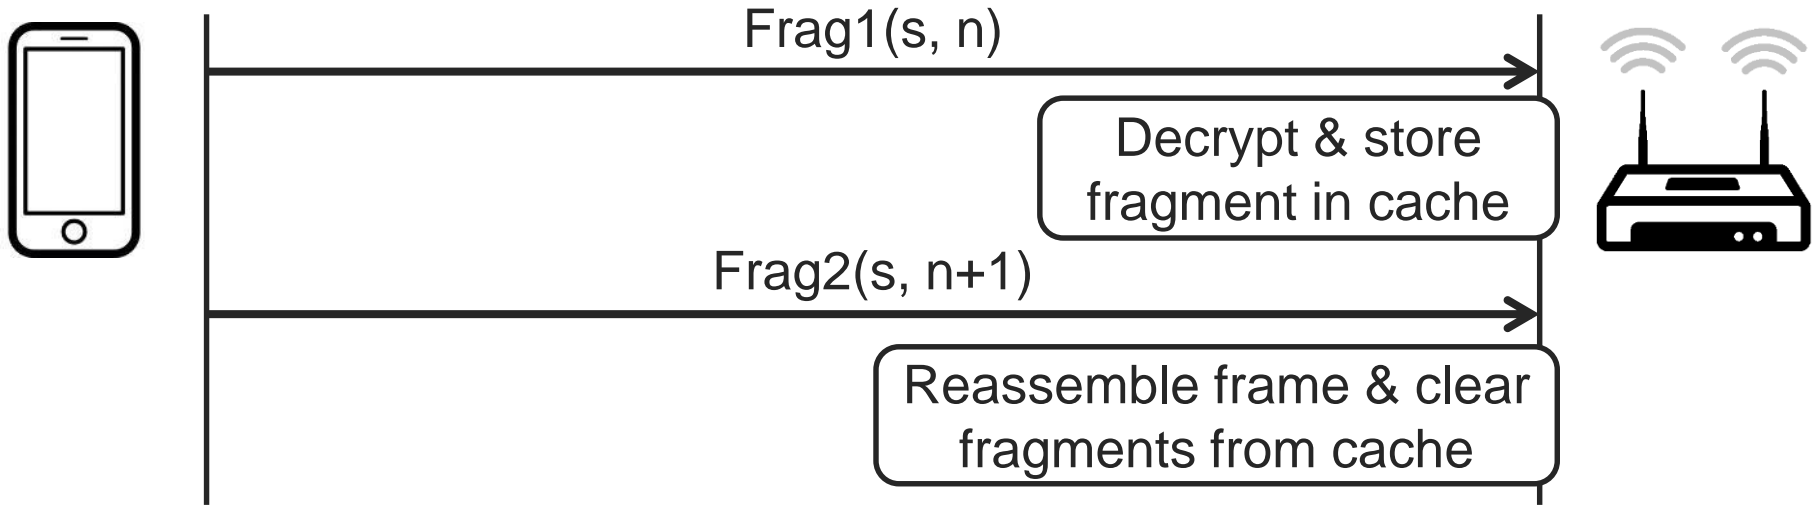 Frag1(s, n)
Decrypt & store
fragment in cache
Frag2(s, n+1)
Reassemble frame & clear
fragments from cache